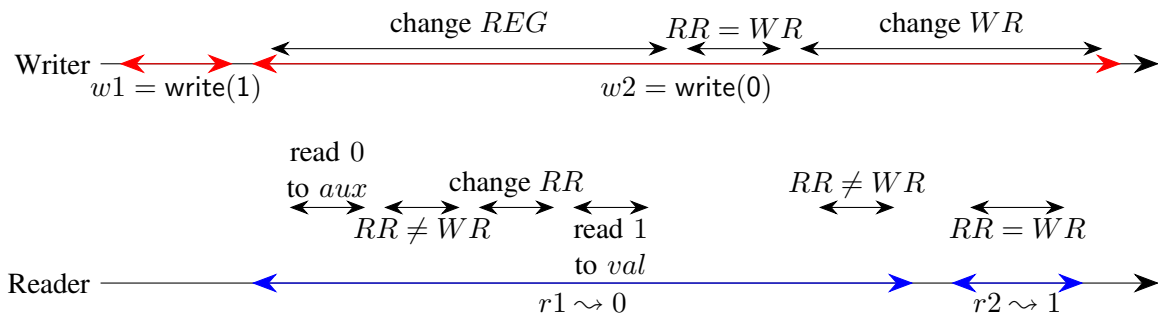 change REG
RR = WR
change WR
Writer
w1 = write(1)
w2 = write(0)
read 0
to aux
RR ≠ WR
change RR
read 1
to val
RR ≠ WR
RR = WR
Reader
r1 ⇝ 0
r2 ⇝ 1